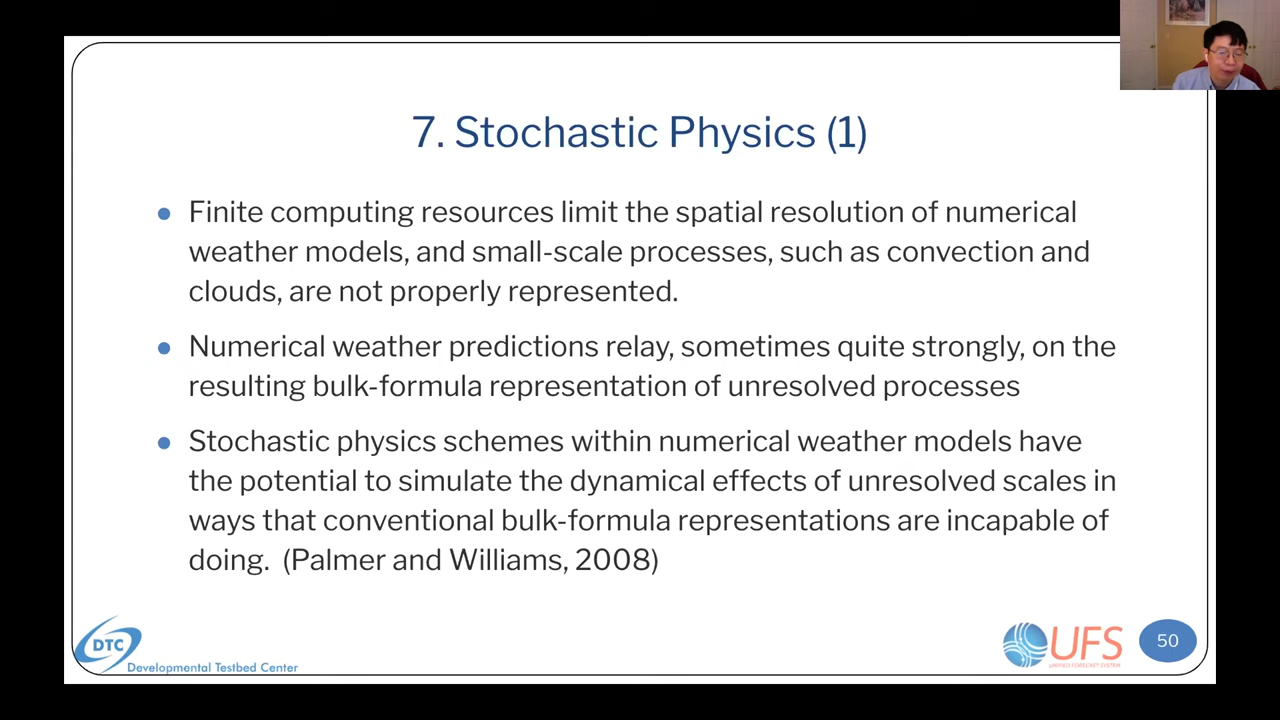 7. Stochastic Physics (1)
● Finite computing resources limit the spatial resolution of numerical
weather models, and small-scale processes, such as convection and
clouds, are not properly represented.
● Numerical weather predictions relay, sometimes quite strongly, on the
resulting bulk-formula representation of unresolved processes
● Stochastic physics schemes within numerical weather models have
the potential to simulate the dynamical effects of unresolved scales in
ways that conventional bulk-formula representations are incapable of
doing. (Palmer and Williams, 2008)
DTC
Developmental Testbed Center
UFS
UNIFIED FORECAST SYSTEM
50